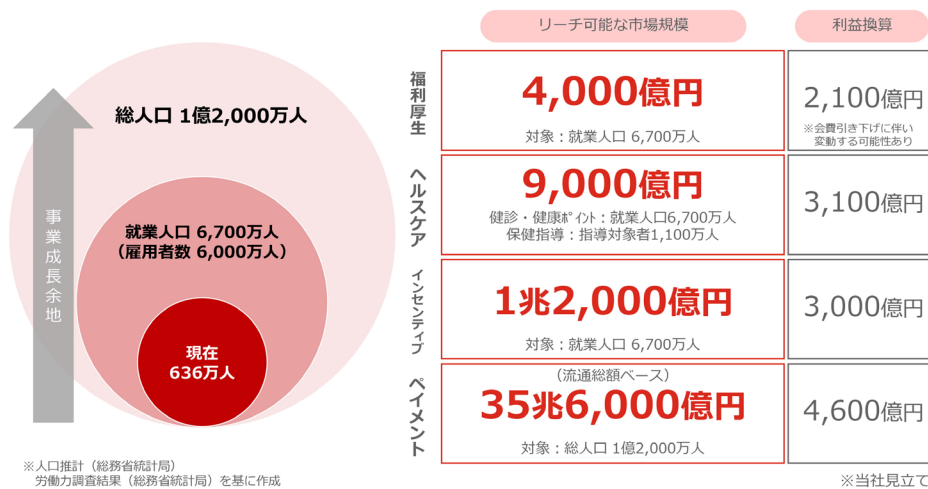 総人口 1億2,000万人
就業人口 6,700万人
（雇用者数 6,000万人）
現在
636万人
事業成長余地
※人口推計（総務省統計局）
労働力調査結果（総務省統計局）を基に作成
リーチ可能な市場規模
利益換算
福利厚生
4,000億円
対象：就業人口 6,700万人
2,100億円
※会費引き下げに伴い
変動する可能性あり
ヘルスケア
9,000億円
健診・健康ﾎﾟｲﾝﾄ：就業人口6,700万人
保健指導：指導対象者1,100万人
3,100億円
インセンティブ
1兆2,000億円
対象：就業人口 6,700万人
3,000億円
ペイメント
（流通総額ベース）
35兆6,000億円
対象：総人口 1億2,000万人
4,600億円
※当社見立て